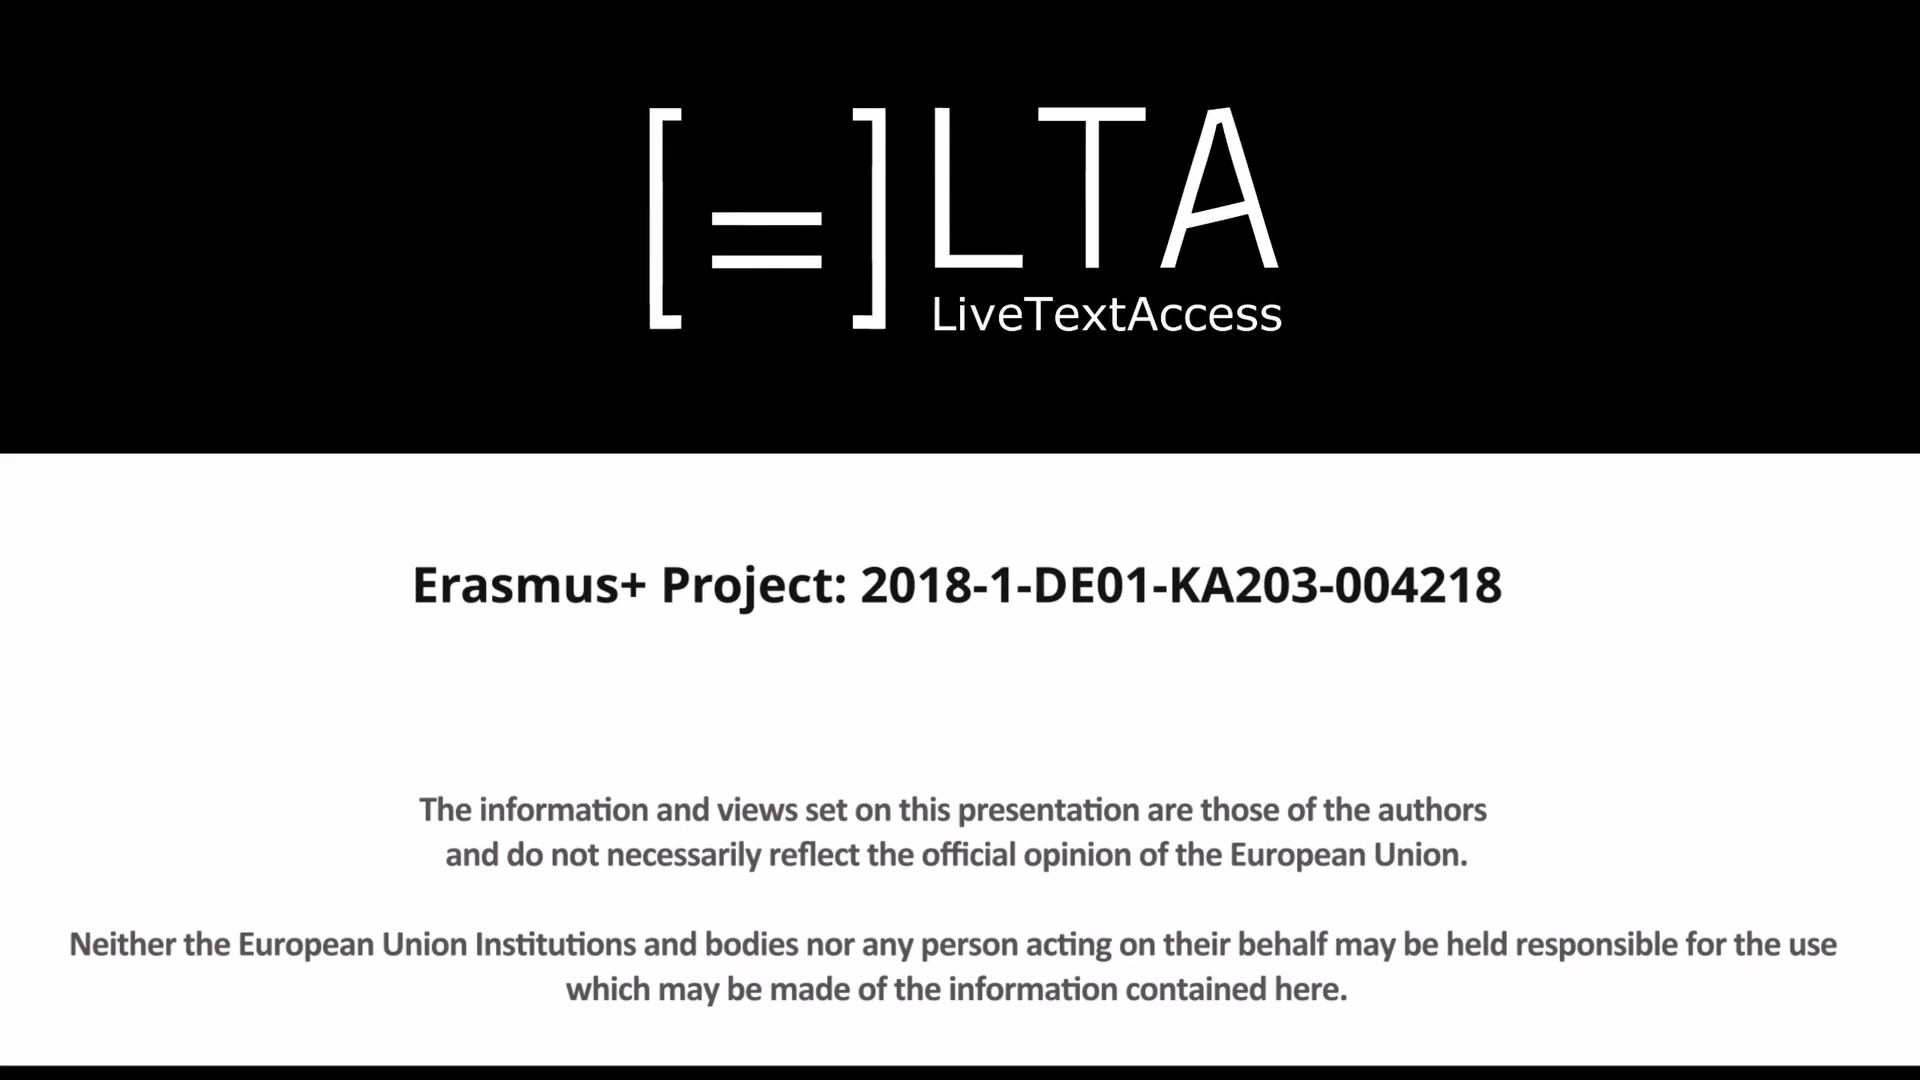 [=] LTA
LiveTextAccess
Erasmus+ Project: 2018-1-DE01-KA203-004218
The information and views set on this presentation are those of the authors
and do not necessarily reflect the official opinion of the European Union.
Neither the European Union Institutions and bodies nor any person acting on their behalf may be held responsible for the use
which may be made of the information contained here.